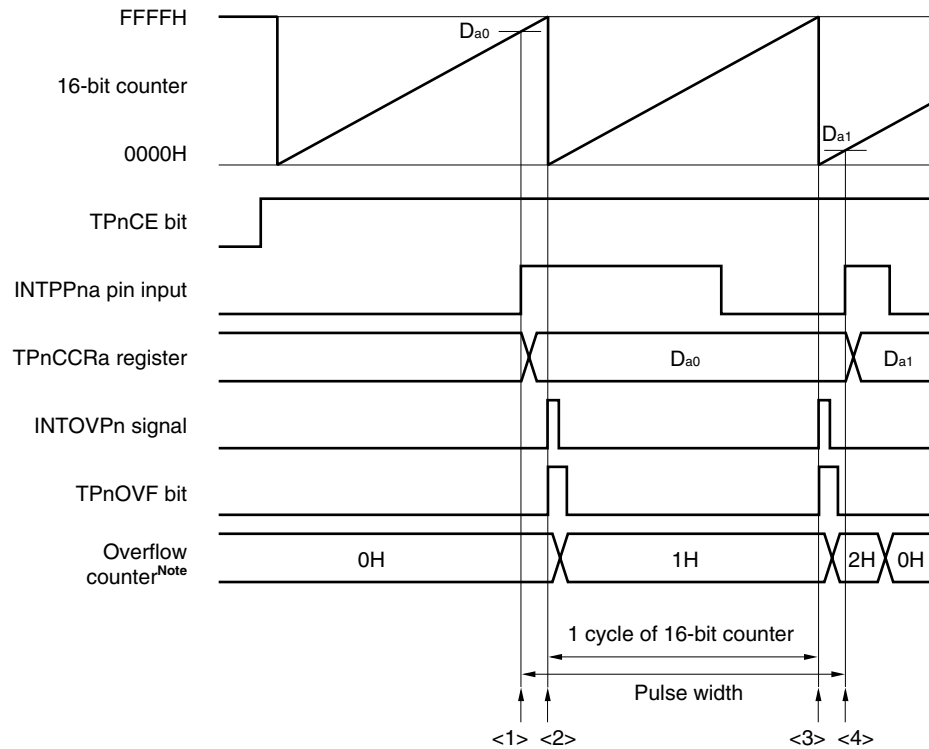 FFFFH
Da0
16-bit counter
Da1
0000H
TPnCE bit
INTPPna pin input
TPnCCRa register
Da0
Da1
INTOVPn signal
TPnOVF bit
Overflow
counterNote
0H
1H
2H
0H
1 cycle of 16-bit counter
Pulse width
<1> <2> <3> <4>